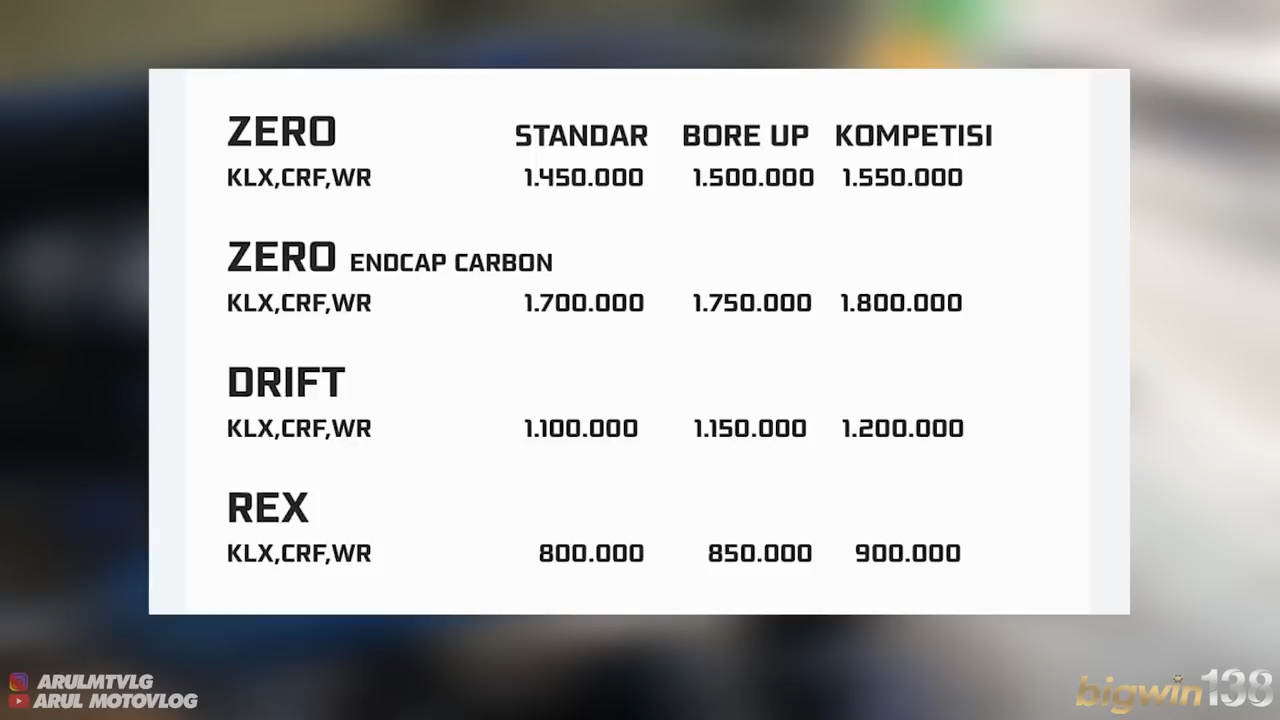 ZERO STANDAR BORE UP KOMPETISI
KLX,CRF,WR 1.450.000 1.500.000 1.550.000
ZERO ENDCAP CARBON
KLX,CRF,WR 1.700.000 1.750.000 1.800.000
DRIFT
KLX,CRF,WR 1.100.000 1.150.000 1.200.000
REX
KLX,CRF,WR 800.000 850.000 900.000
ARULMTVLG
ARUL MOTOVLOG
bigwin138